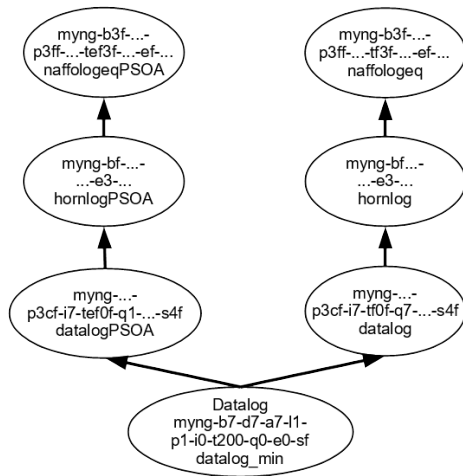 myng-b3f-...-
p3ff-...-tef3f-...-ef-...
naffologeqPSOA
myng-b3f-...-
p3ff-...-tf3f-...-ef-...
naffologeq
myng-bf-...-
...-e3-...
hornlogPSOA
myng-bf...-
...-e3-...
hornlog
myng-...-
p3cf-i7-tef0f-q1-...-s4f
datalogPSOA
myng-...-
p3cf-i7-tf0f-q7-...-s4f
datalog
Datalog
myng-b7-d7-a7-l1-
p1-i0-t200-q0-e0-sf
datalog_min